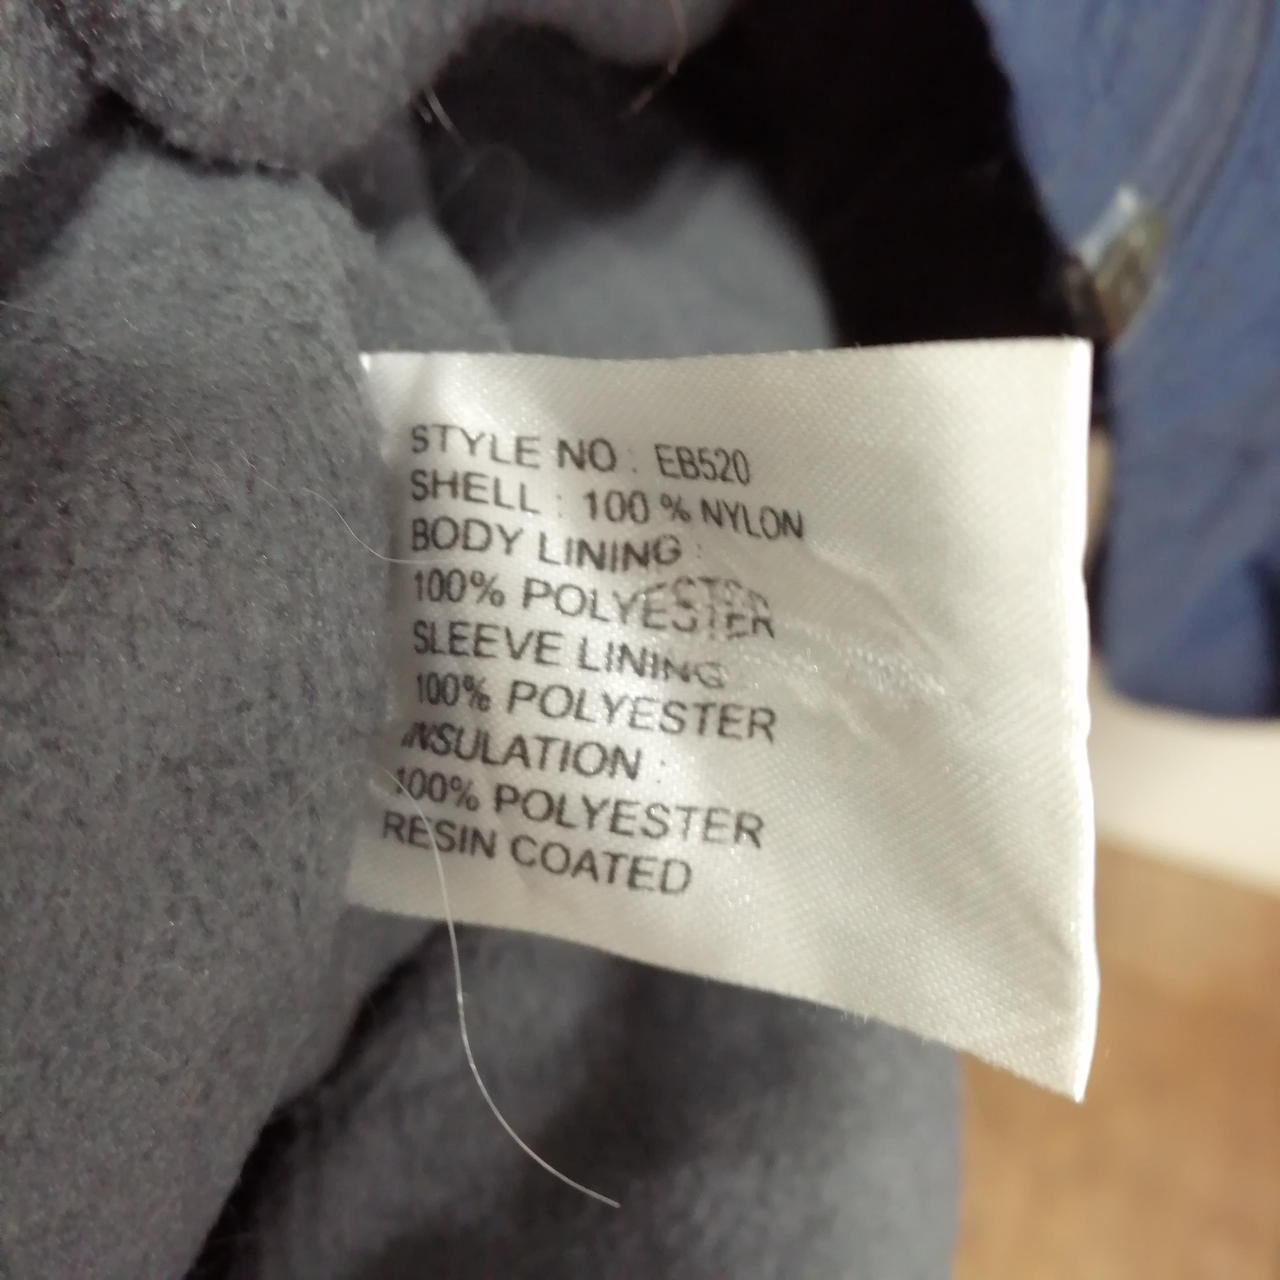 STYLE NO : EB520
SHELL : 100 % NYLON
BODY LINING :
100% POLYESTER
SLEEVE LINING
100% POLYESTER
INSULATION :
100% POLYESTER
RESIN COATED